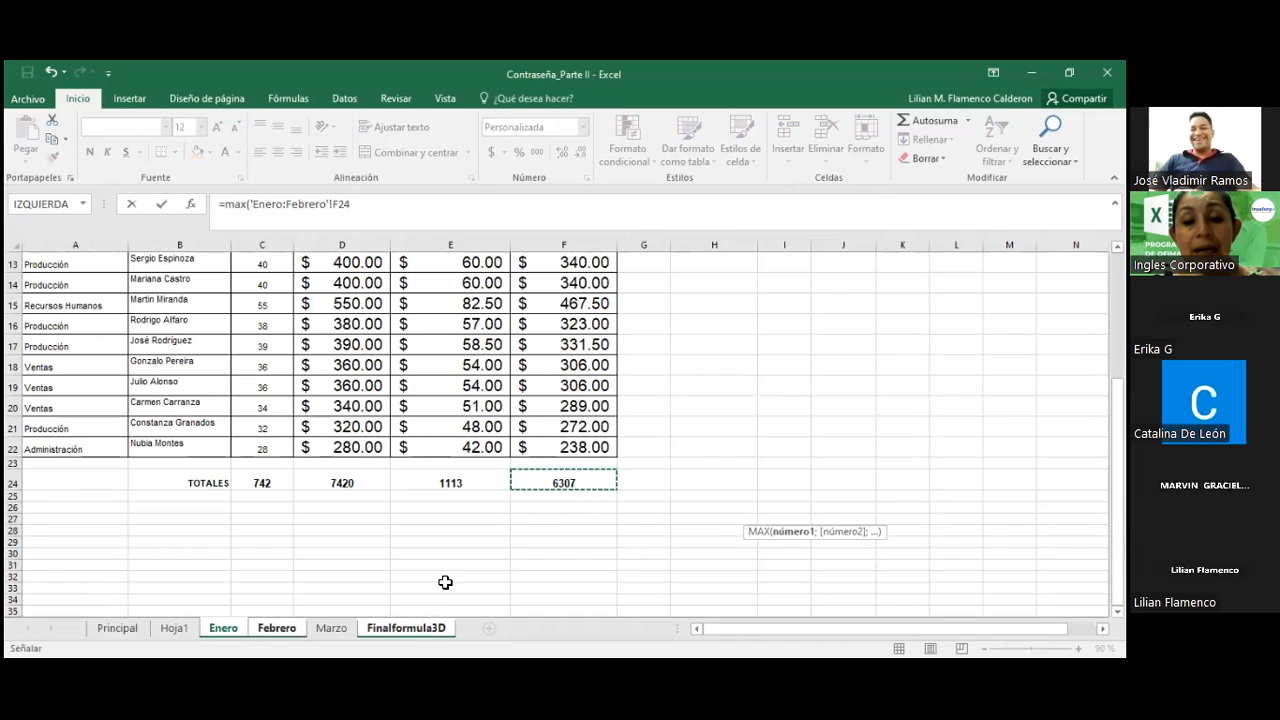 Contraseña_Parte II - Excel
Lilian M. Flamenco Calderon
Compartir
Archivo Inicio Insertar Diseño de página Fórmulas Datos Revisar Vista ¿Qué desea hacer?
Pegar
12
N K S
Ajustar texto
Combinar y centrar
Personalizada
$ % 000
Formato condicional
Dar formato como tabla
Estilos de celda
Insertar Eliminar Formato
Autosuma
Rellenar
Borrar
Ordenar y filtrar
Buscar y seleccionar
Portapapeles Fuente Alineación Número Estilos Celdas Modificar
IZQUIERDA fx =max('Enero:Febrero'!F24
A B C D E F G H I J K L M N
13 Producción Sergio Espinoza 40 $ 400.00 $ 60.00 $ 340.00
14 Producción Mariana Castro 40 $ 400.00 $ 60.00 $ 340.00
15 Recursos Humanos Martin Miranda 55 $ 550.00 $ 82.50 $ 467.50
16 Producción Rodrigo Alfaro 38 $ 380.00 $ 57.00 $ 323.00
17 Producción José Rodríguez 39 $ 390.00 $ 58.50 $ 331.50
18 Ventas Gonzalo Pereira 36 $ 360.00 $ 54.00 $ 306.00
19 Ventas Julio Alonso 36 $ 360.00 $ 54.00 $ 306.00
20 Ventas Carmen Carranza 34 $ 340.00 $ 51.00 $ 289.00
21 Producción Constanza Granados 32 $ 320.00 $ 48.00 $ 272.00
22 Administración Nubia Montes 28 $ 280.00 $ 42.00 $ 238.00
23
24 TOTALES 742 7420 1113 6307
25
26
27
28 MAX(número1; [número2]; ...)
29
30
31
32
33
34
35
Principal Hoja1 Enero Febrero Marzo Finalformula3D
Señalar
90 %
José Vladimir Ramos
Ingles Corporativo
Erika G
Erika G
C
Catalina De León
MARVIN GRACIEL...
Lilian Flamenco
Lilian Flamenco